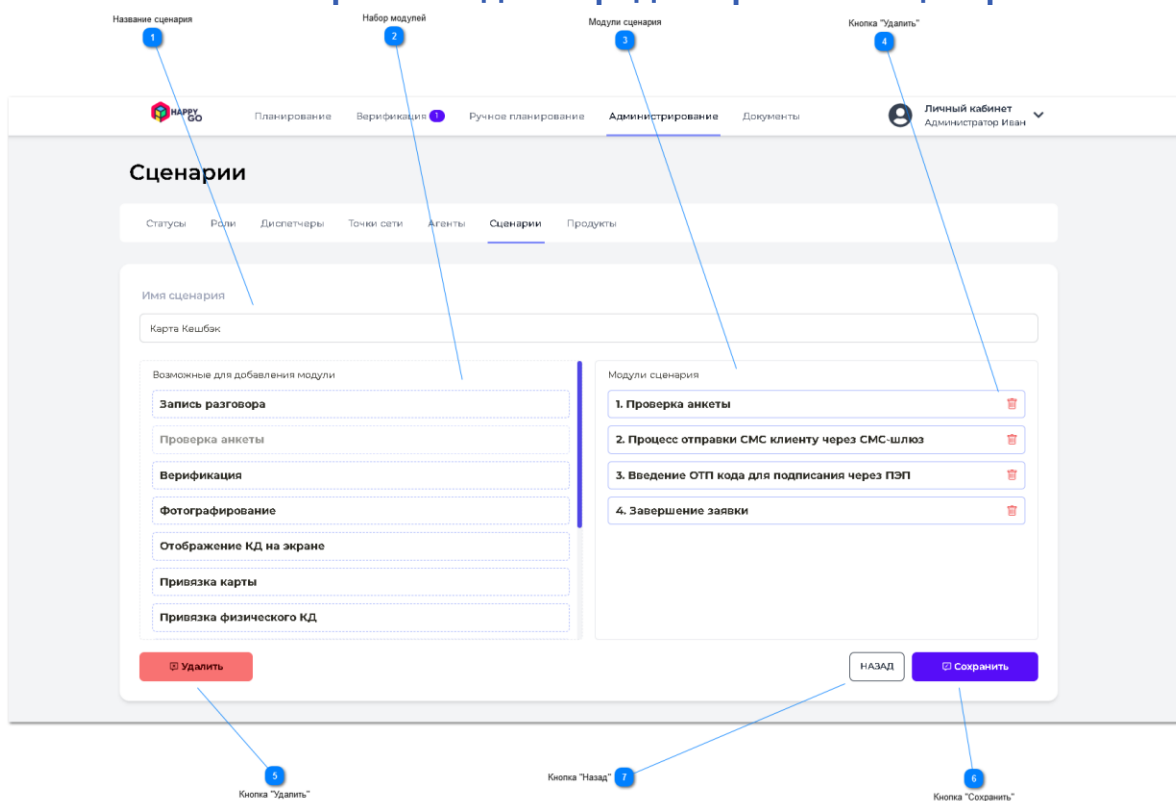 Название сценария
Набор модулей
Модули сценария
Кнопка "Удалить"
1
2
3
4
HAPPY GO
Планирование
Верификация 1
Ручное планирование
Администрирование
Документы
Личный кабинет
Администратор Иван
Сценарии
Статусы
Роли
Диспетчеры
Точки сети
Агенты
Сценарии
Продукты
Имя сценария
Карта Кешбэк
Возможные для добавления модули
Запись разговора
Проверка анкеты
Верификация
Фотографирование
Отображение КД на экране
Привязка карты
Привязка физического КД
Модули сценария
1. Проверка анкеты
2. Процесс отправки СМС клиенту через СМС-шлюз
3. Введение ОТП кода для подписания через ПЭП
4. Завершение заявки
Удалить
НАЗАД
Сохранить
5
Кнопка "Удалить"
Кнопка "Назад" 7
6
Кнопка "Сохранить"